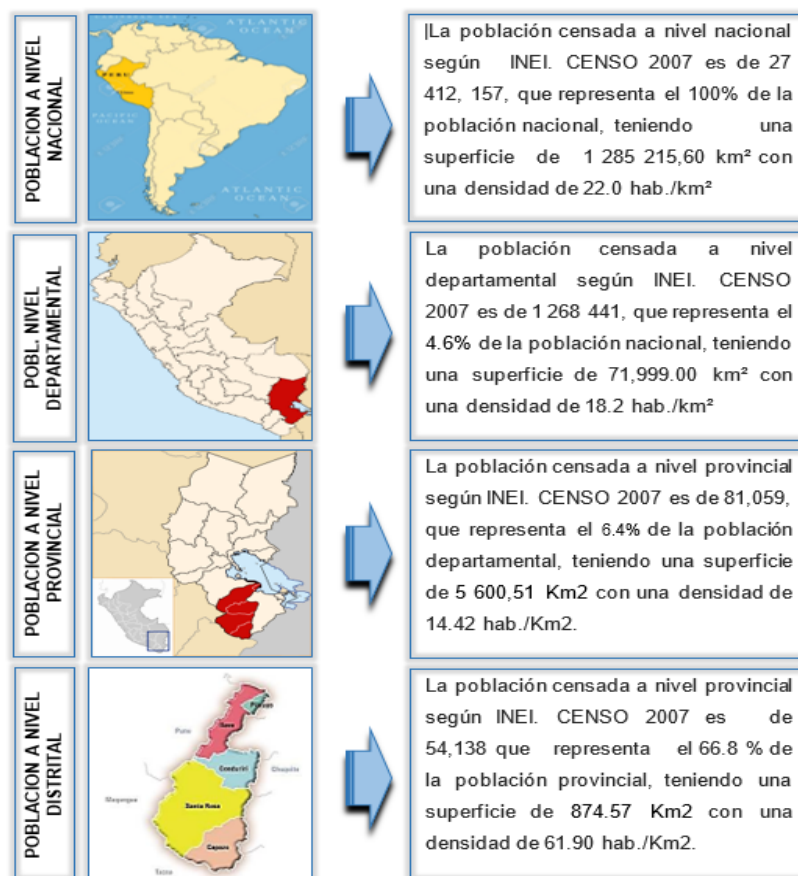 POBLACION A NIVEL
NACIONAL
ATLANTIC
OCEAN
PERU
PACIFIC
OCEAN
ATLANTIC
OCEAN
|La población censada a nivel nacional
según INEI. CENSO 2007 es de 27
412, 157, que representa el 100% de la
población nacional, teniendo una
superficie de 1 285 215,60 km² con
una densidad de 22.0 hab./km²
POBL. NIVEL
DEPARTAMENTAL
La población censada a nivel
departamental según INEI. CENSO
2007 es de 1 268 441, que representa el
4.6% de la población nacional, teniendo
una superficie de 71,999.00 km² con
una densidad de 18.2 hab./km²
POBLACION A NIVEL
PROVINCIAL
La población censada a nivel provincial
según INEI. CENSO 2007 es de 81,059,
que representa el 6.4% de la población
departamental, teniendo una superficie
de 5 600,51 Km2 con una densidad de
14.42 hab./Km2.
POBLACION A NIVEL
DISTRITAL
Puno
Conduriri
Santa Rosa
Capazo
Tacna
La población censada a nivel provincial
según INEI. CENSO 2007 es de
54,138 que representa el 66.8 % de
la población provincial, teniendo una
superficie de 874.57 Km2 con una
densidad de 61.90 hab./Km2.